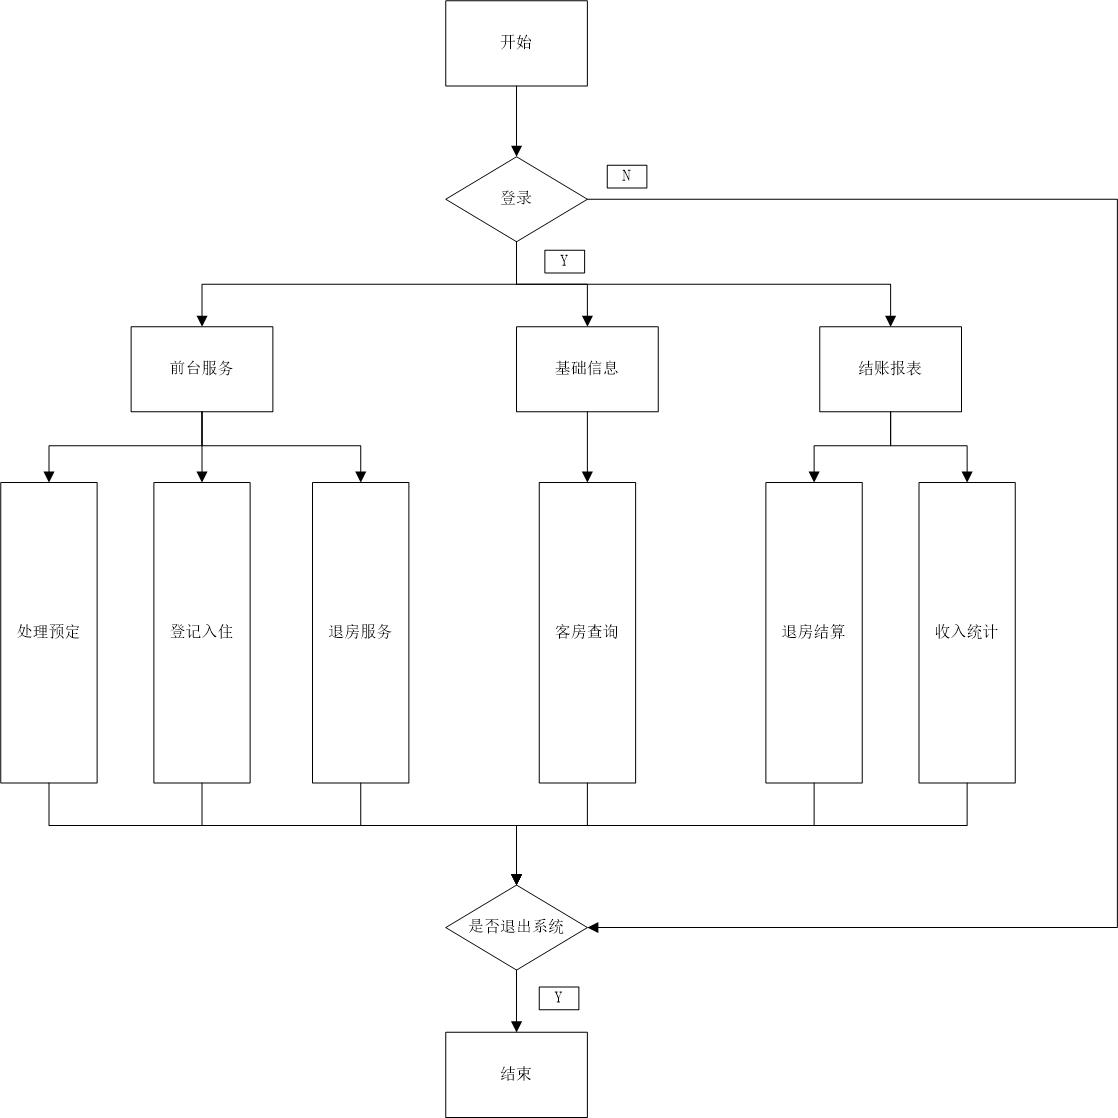 开始
登录
N
Y
前台服务
基础信息
结账报表
处理预定
登记入住
退房服务
客房查询
退房结算
收入统计
是否退出系统
Y
结束